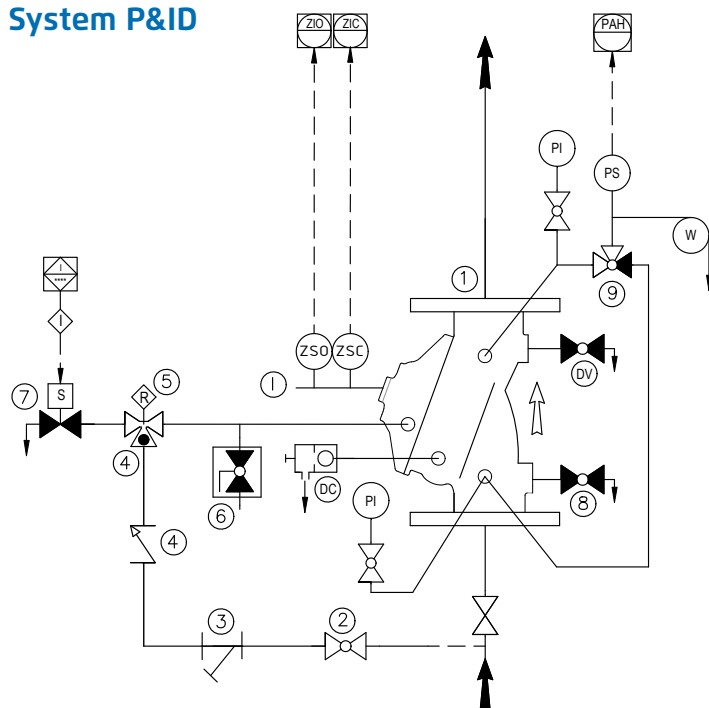 System P&ID
ZIO ZIC PAH
PI
PS
W
I
****
1
9
I
ZSO ZSC
5
I
7 S R
DV
4
DC
6
PI
8
4
3
2